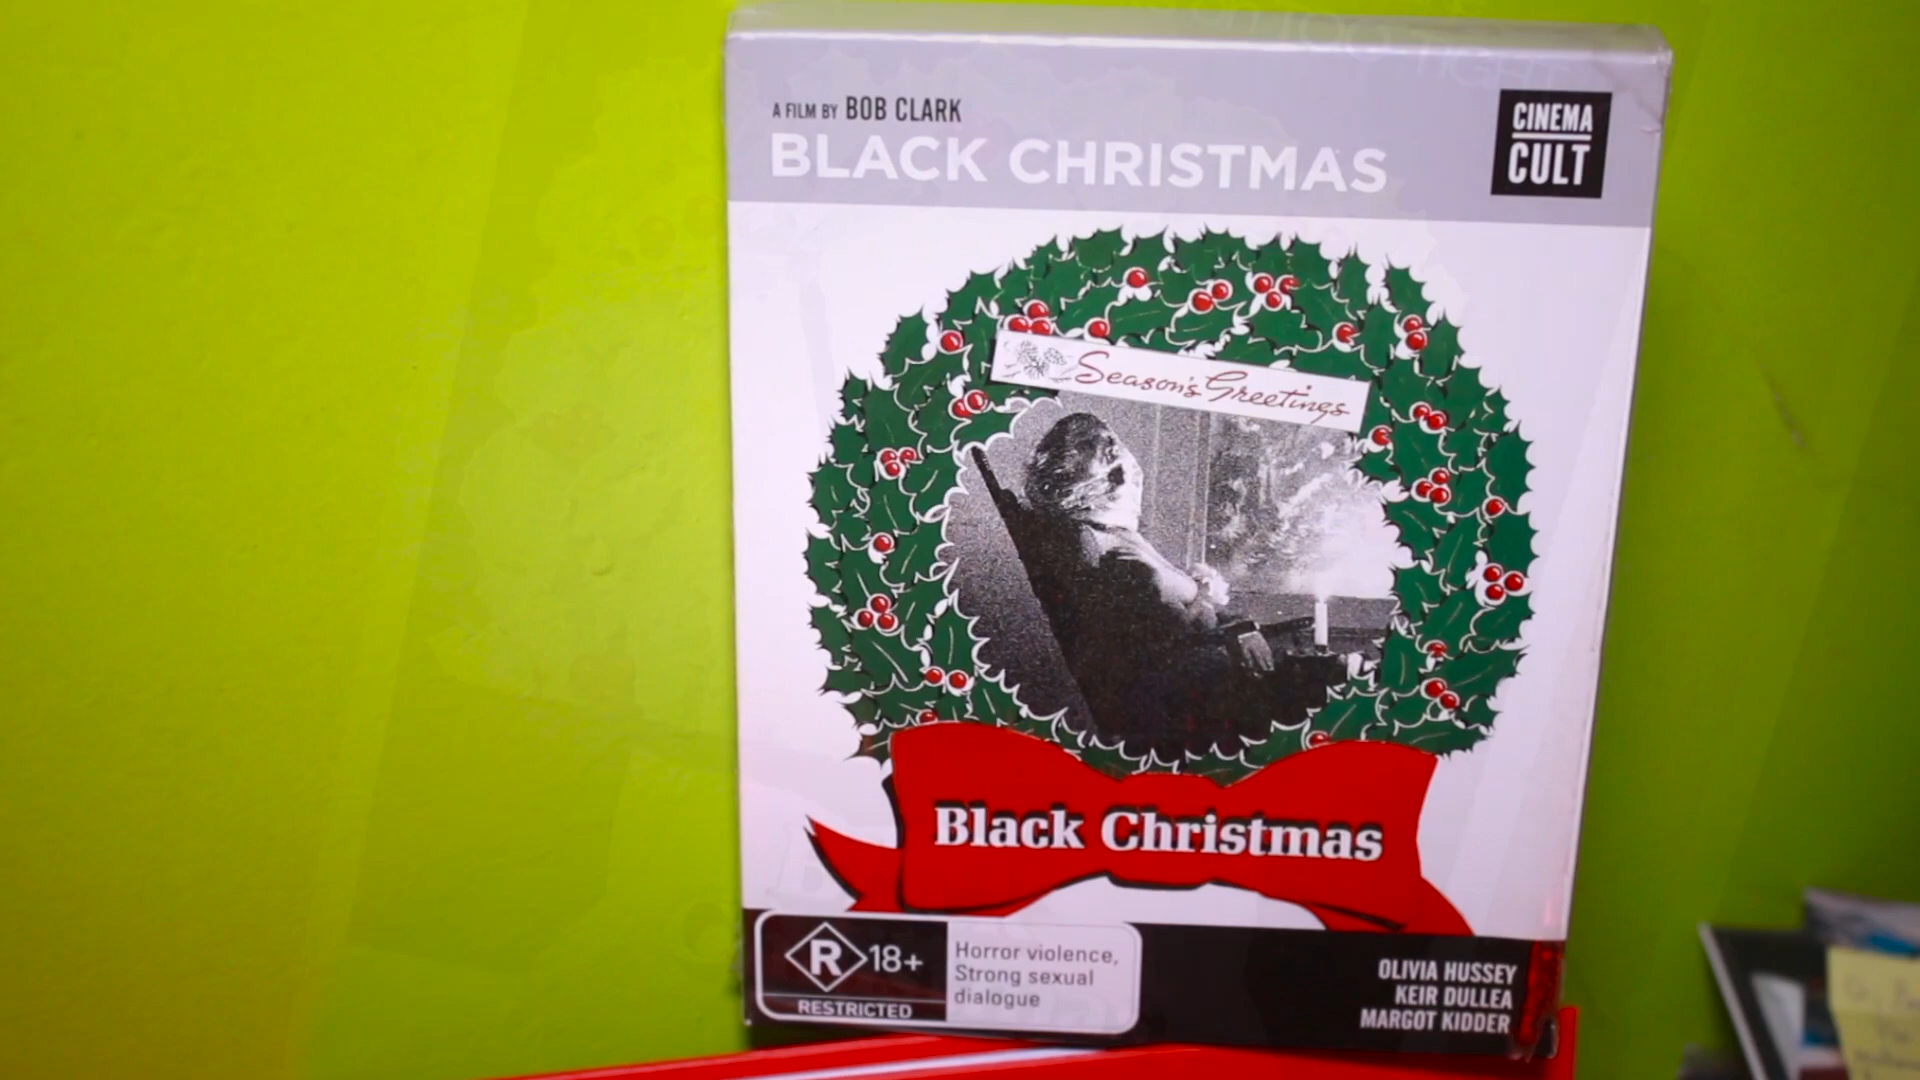 A FILM BY BOB CLARK
BLACK CHRISTMAS
CINEMA
CULT
Season's Greetings
Black Christmas
R 18+
RESTRICTED
Horror violence,
Strong sexual
dialogue
OLIVIA HUSSEY
KEIR DULLEA
MARGOT KIDDER